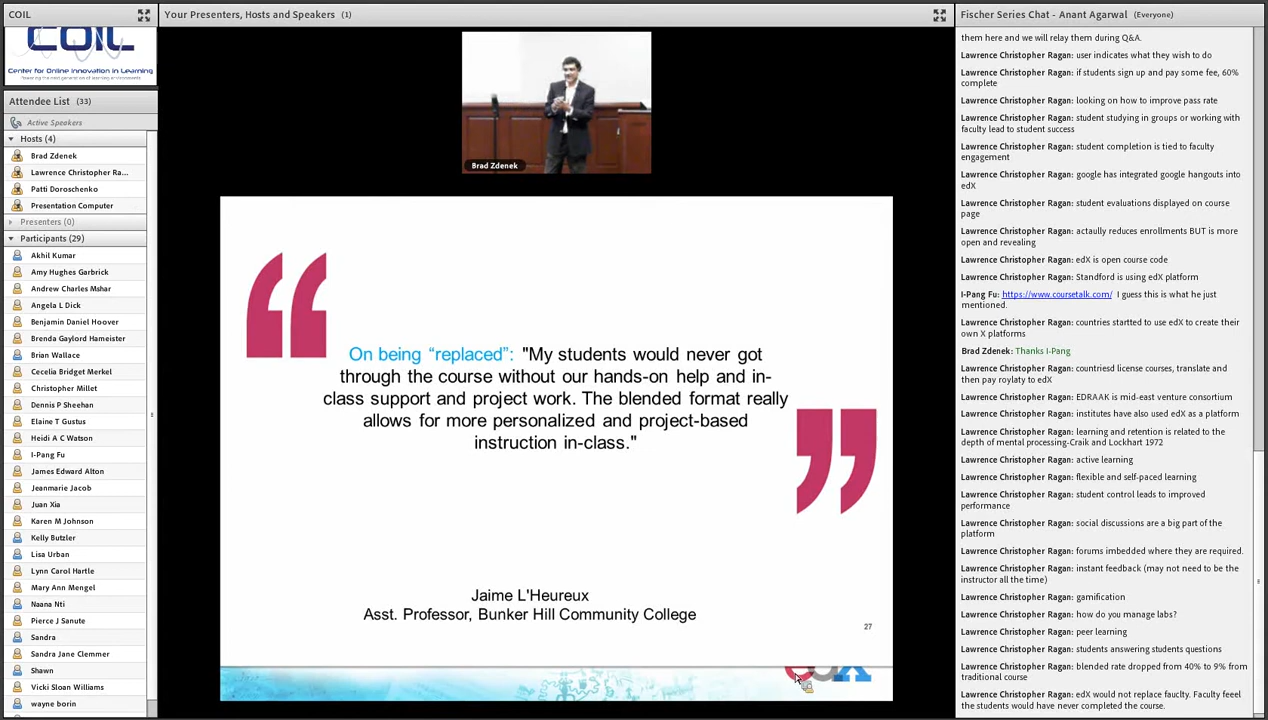 COIL
COIL
Center for Online Innovation in Learning
Attendee List (33)
Active Speakers
Hosts (4)
Brad Zdenek
Lawrence Christopher Ra...
Patti Doroschenko
Presentation Computer
Presenters (0)
Participants (29)
Akhil Kumar
Amy Hughes Garbrick
Andrew Charles Mshar
Angela L Dick
Benjamin Daniel Hoover
Brenda Gaylord Hameister
Brian Wallace
Cecelia Bridget Merkel
Christopher Millet
Dennis P Sheehan
Elaine T Gustus
Heidi A C Watson
I-Pang Fu
James Edward Alton
Jeanmarie Jacob
Juan Xia
Karen M Johnson
Kelly Butzler
Lisa Urban
Lynn Carol Hartle
Mary Ann Mengel
Naana Nti
Pierce J Sanute
Sandra
Sandra Jane Clemmer
Shawn
Vicki Sloan Williams
wayne borin
Your Presenters, Hosts and Speakers (1)
Brad Zdenek
“
On being “replaced”: "My students would never got
through the course without our hands-on help and in-
class support and project work. The blended format really
allows for more personalized and project-based
instruction in-class."
”
Jaime L'Heureux
Asst. Professor, Bunker Hill Community College
27
edX
Fischer Series Chat - Anant Agarwal (Everyone)
them here and we will relay them during Q&A.
Lawrence Christopher Ragan: user indicates what they wish to do
Lawrence Christopher Ragan: if students sign up and pay some fee, 60%
complete
Lawrence Christopher Ragan: looking on how to improve pass rate
Lawrence Christopher Ragan: student studying in groups or working with
faculty lead to student success
Lawrence Christopher Ragan: student completion is tied to faculty
engagement
Lawrence Christopher Ragan: google has integrated google hangouts into
edX
Lawrence Christopher Ragan: student evaluations displayed on course
page
Lawrence Christopher Ragan: actaully reduces enrollments BUT is more
open and revealing
Lawrence Christopher Ragan: edX is open course code
Lawrence Christopher Ragan: Standford is using edX platform
I-Pang Fu: https://www.coursetalk.com/ I guess this is what he just
mentioned.
Lawrence Christopher Ragan: countries startted to use edX to create their
own X platforms
Brad Zdenek: Thanks I-Pang
Lawrence Christopher Ragan: countriesd license courses, translate and
then pay roylaty to edX
Lawrence Christopher Ragan: EDRAAK is mid-east venture consortium
Lawrence Christopher Ragan: institutes have also used edX as a platform
Lawrence Christopher Ragan: learning and retention is related to the
depth of mental processing-Craik and Lockhart 1972
Lawrence Christopher Ragan: active learning
Lawrence Christopher Ragan: flexible and self-paced learning
Lawrence Christopher Ragan: student control leads to improved
performance
Lawrence Christopher Ragan: social discussions are a big part of the
platform
Lawrence Christopher Ragan: forums imbedded where they are required.
Lawrence Christopher Ragan: instant feedback (may not need to be the
instructor all the time)
Lawrence Christopher Ragan: gamification
Lawrence Christopher Ragan: how do you manage labs?
Lawrence Christopher Ragan: peer learning
Lawrence Christopher Ragan: students answering students questions
Lawrence Christopher Ragan: blended rate dropped from 40% to 9% from
traditional course
Lawrence Christopher Ragan: edX would not replace fauclty. Faculty feeel
the students would have never completed the course.